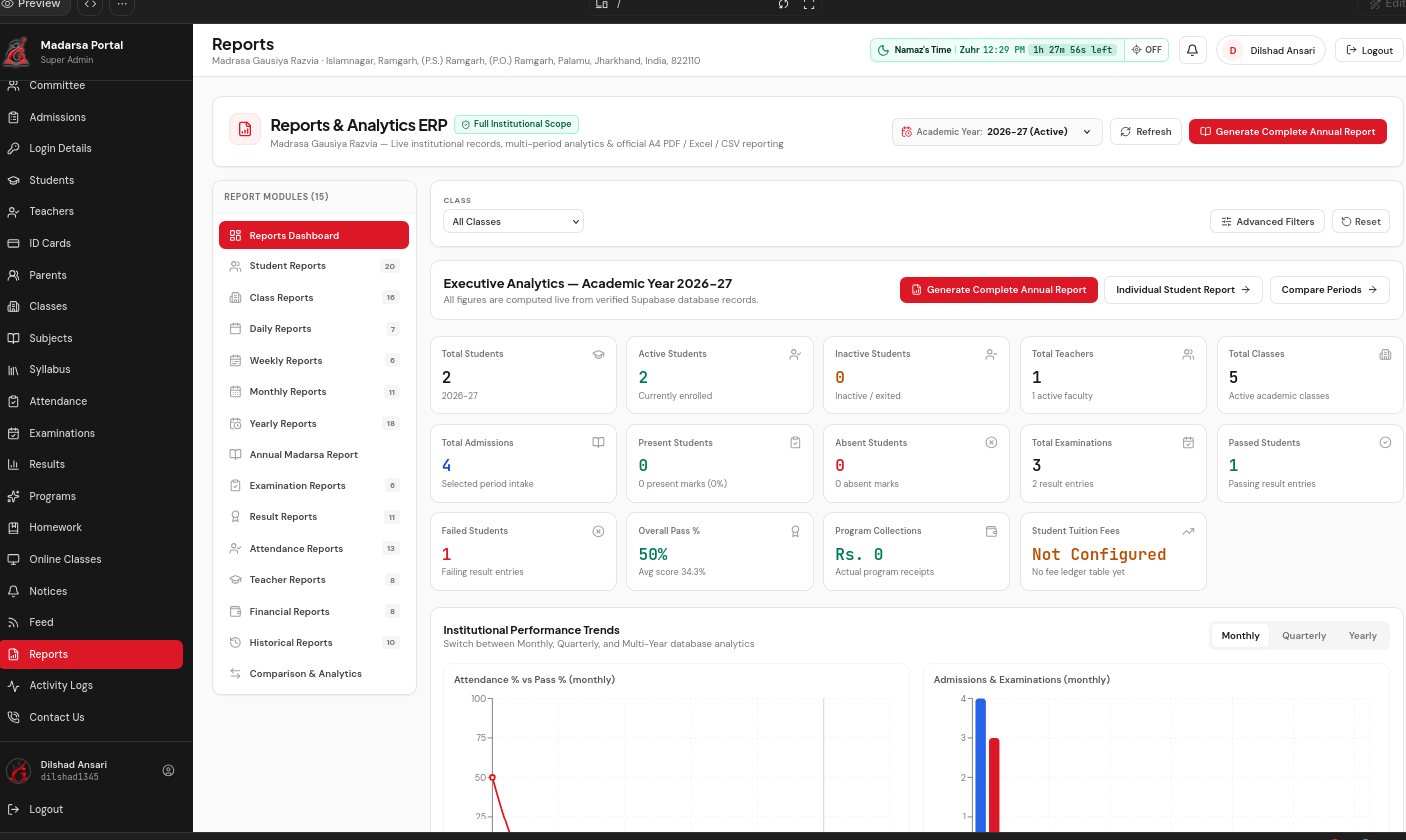 Preview
/
Edit
Madarsa Portal
Super Admin
Committee
Admissions
Login Details
Students
Teachers
ID Cards
Parents
Classes
Subjects
Syllabus
Attendance
Examinations
Results
Programs
Homework
Online Classes
Notices
Feed
Reports
Activity Logs
Contact Us
Dilshad Ansari
dilshad1345
Logout
Reports
Madarsa Gausiya Razvia · Islamnagar, Ramgarh, (P.S.) Ramgarh, (P.O.) Ramgarh, Palamu, Jharkhand, India, 822110
Namaz's Time | Zuhr 12:29 PM 1h 27m 56s left OFF
D Dilshad Ansari
Logout
Reports & Analytics ERP Full Institutional Scope
Madarasa Gausiya Razvia — Live institutional records, multi-period analytics & official A4 PDF / Excel / CSV reporting
Academic Year: 2026-27 (Active)
Refresh
Generate Complete Annual Report
REPORT MODULES (15)
Reports Dashboard
Student Reports 20
Class Reports 16
Daily Reports 7
Weekly Reports 6
Monthly Reports 11
Yearly Reports 18
Annual Madarsa Report
Examination Reports 6
Result Reports 11
Attendance Reports 13
Teacher Reports 8
Financial Reports 8
Historical Reports 10
Comparison & Analytics
CLASS
All Classes
Advanced Filters
Reset
Executive Analytics — Academic Year 2026-27
All figures are computed live from verified Supabase database records.
Generate Complete Annual Report
Individual Student Report →
Compare Periods →
Total Students
2
2026-27
Active Students
2
Currently enrolled
Inactive Students
0
Inactive / exited
Total Teachers
1
1 active faculty
Total Classes
5
Active academic classes
Total Admissions
4
Selected period intake
Present Students
0
0 present marks (0%)
Absent Students
0
0 absent marks
Total Examinations
3
2 result entries
Passed Students
1
Passing result entries
Failed Students
1
Failing result entries
Overall Pass %
50%
Avg score 34.3%
Program Collections
Rs. 0
Actual program receipts
Student Tuition Fees
Not Configured
No fee ledger table yet
Institutional Performance Trends
Switch between Monthly, Quarterly, and Multi-Year database analytics
Monthly Quarterly Yearly
Attendance % vs Pass % (monthly)
100
75
50
25
Admissions & Examinations (monthly)
4
3
2
1